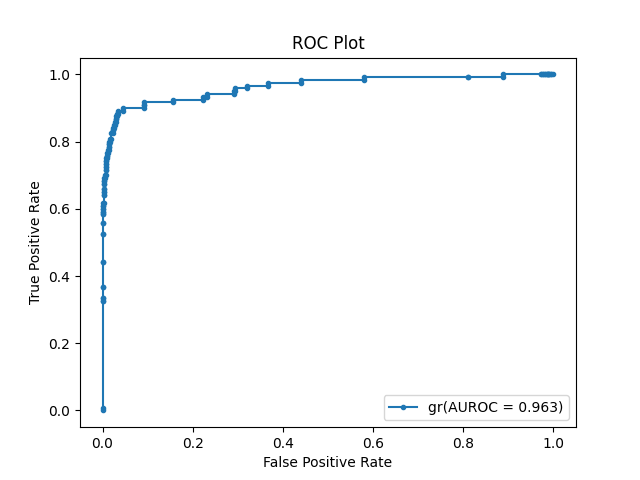 ROC Plot
True Positive Rate
1.0
0.8
0.6
0.4
0.2
0.0
0.0 0.2 0.4 0.6 0.8 1.0
False Positive Rate
gr(AUROC = 0.963)